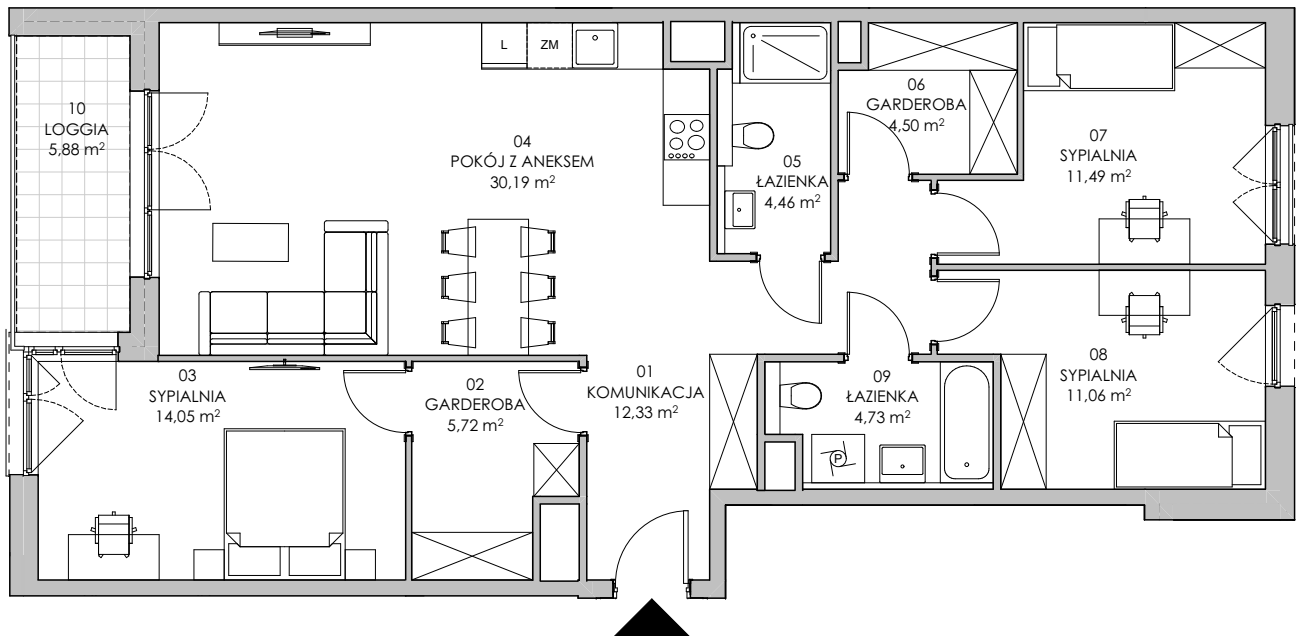 10
LOGGIA
5,88 m²
04
POKÓJ Z ANEKSEM
30,19 m²
L
ZM
05
ŁAZIENKA
4,46 m²
06
GARDEROBA
4,50 m²
07
SYPIALNIA
11,49 m²
03
SYPIALNIA
14,05 m²
02
GARDEROBA
5,72 m²
01
KOMUNIKACJA
12,33 m²
09
ŁAZIENKA
4,73 m²
P
08
SYPIALNIA
11,06 m²